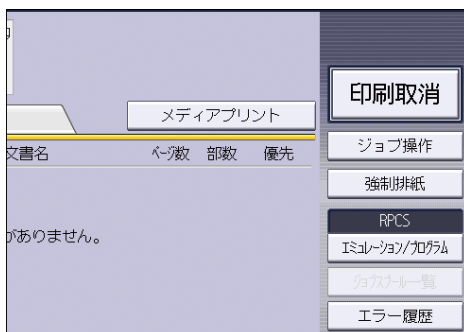 印刷取消
メディアプリント
文書名 ページ数 部数 優先
ジョブ操作
強制排紙
がありません。
RPCS
エミュレーション/プログラム
ジョブスプール一覧
エラー履歴